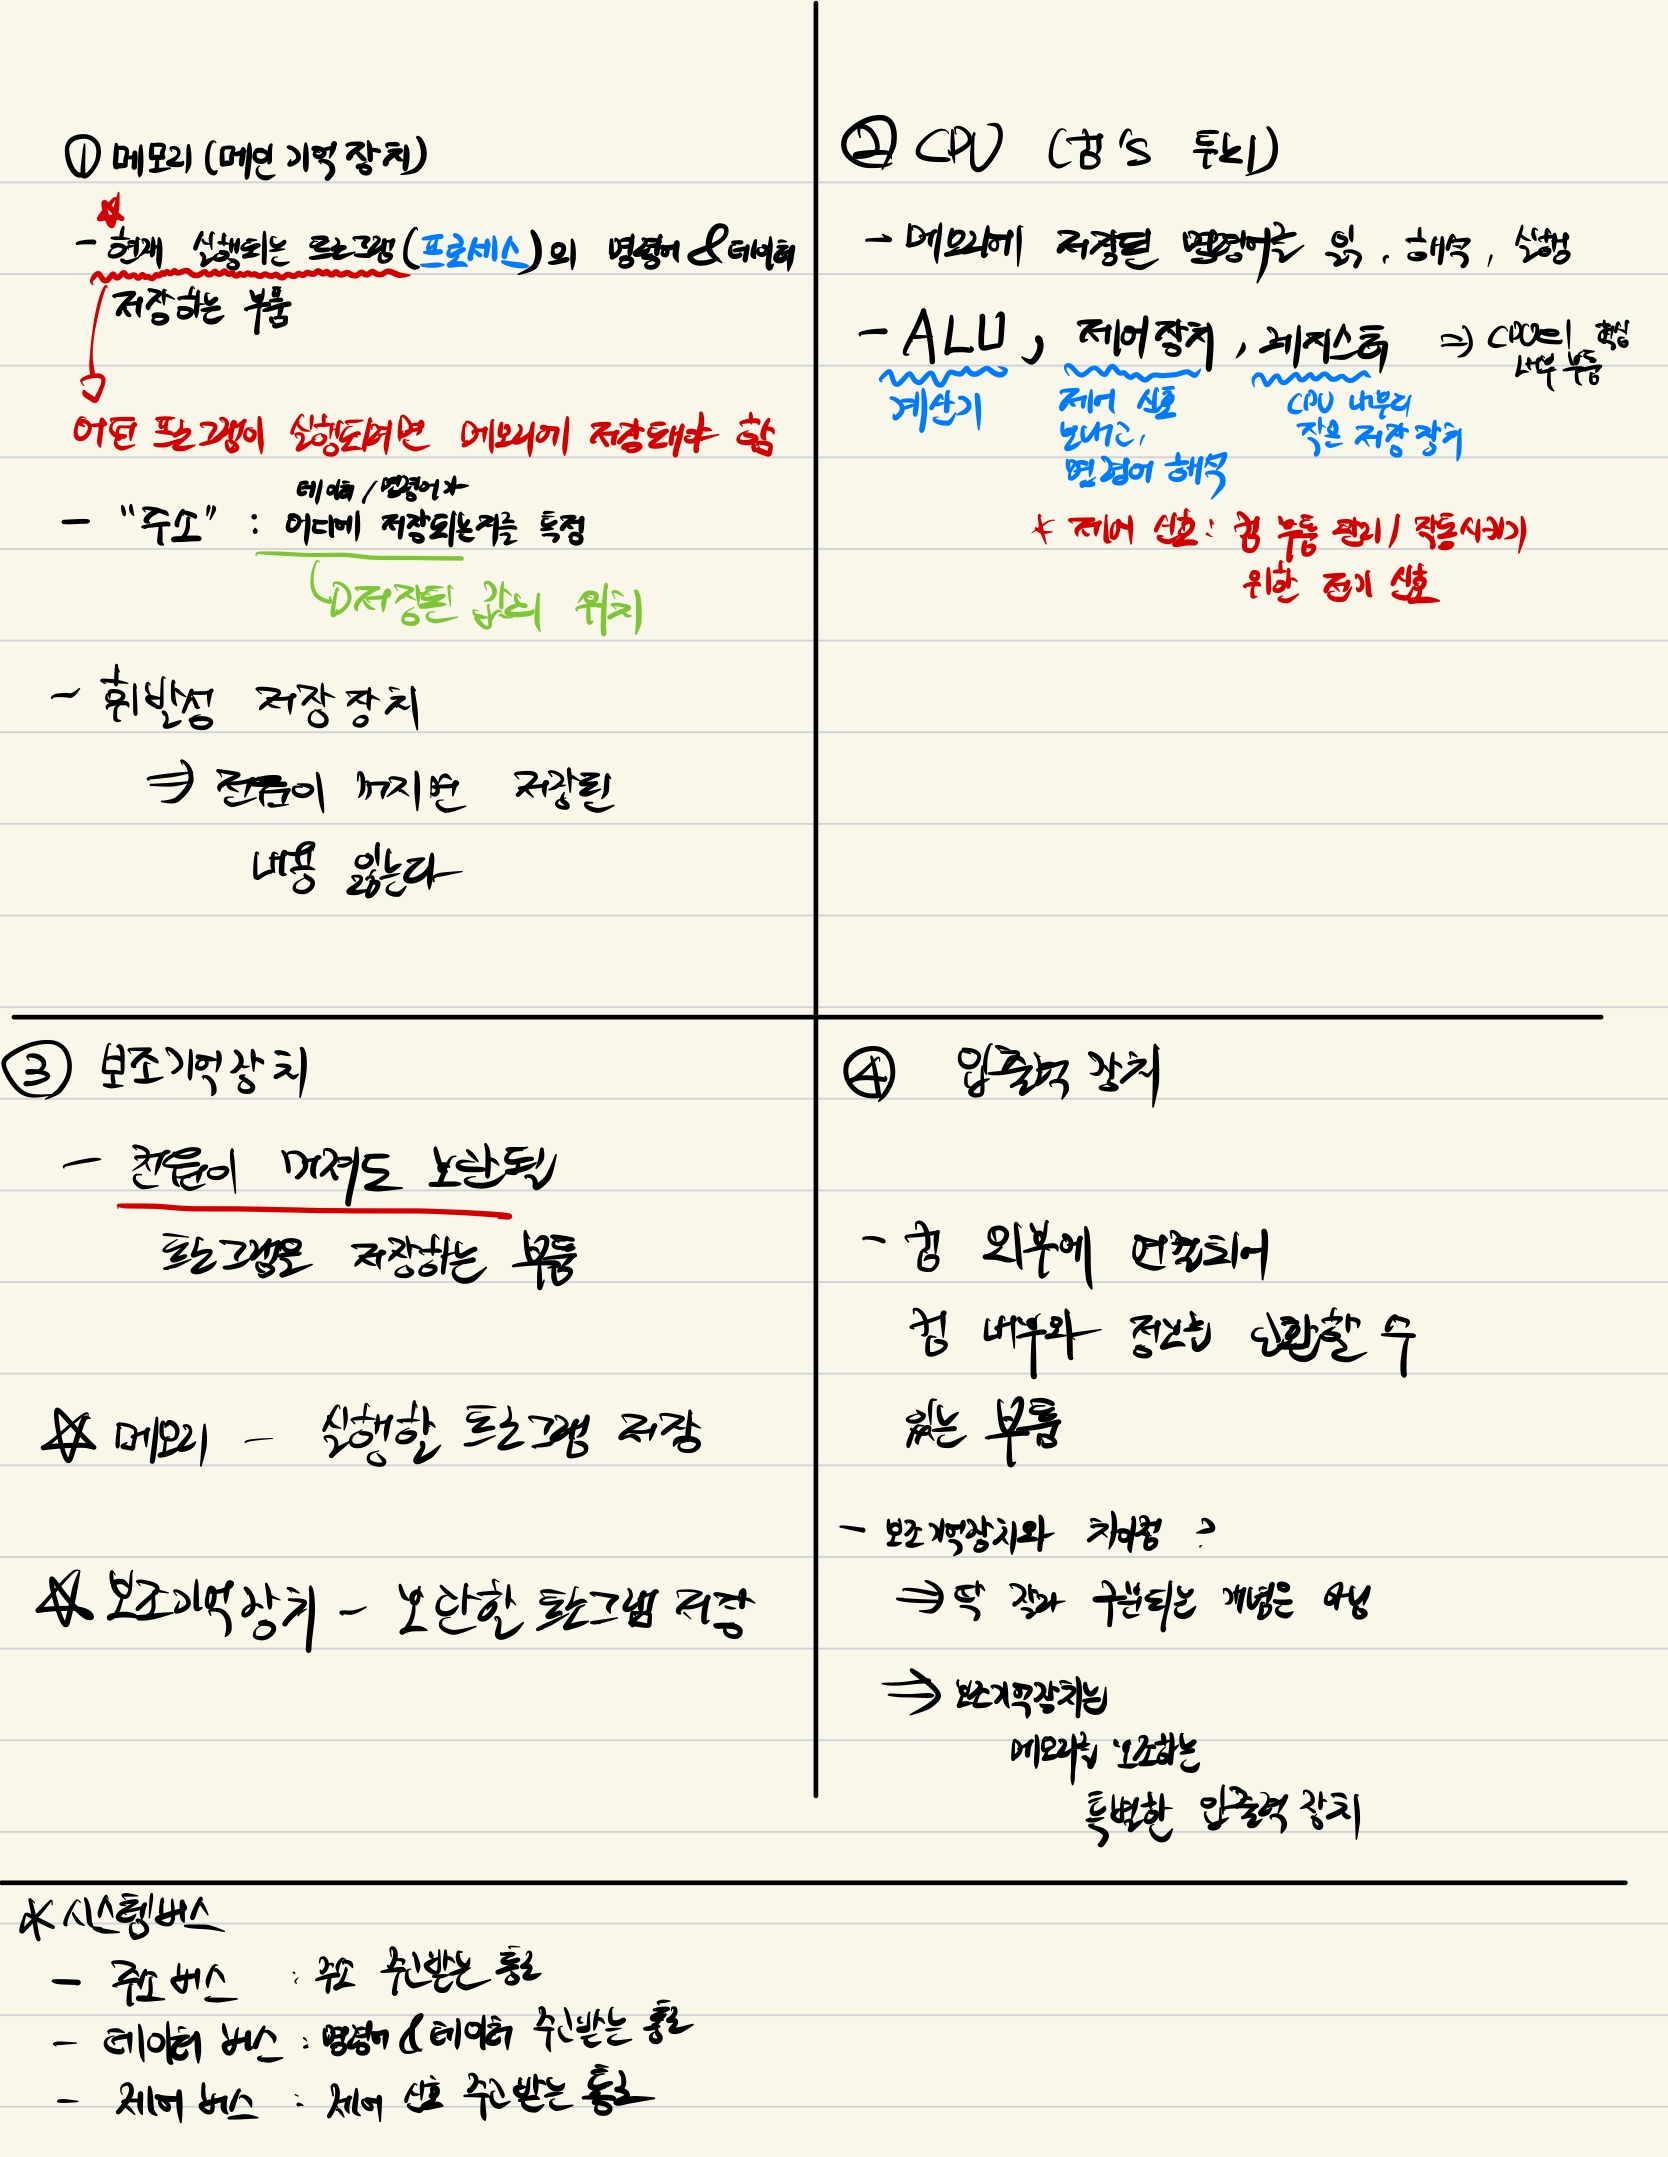 ① 메모리 (메인 기억 장치)
- 현재 실행되는 프로그램(프로세스)의 명령어 & 데이터
저장하는 부품
어떤 프로그램이 실행되려면 메모리에 저장돼야 함
데이터/명령어가
- "주소" : 어디에 저장되는지를 특정
저장된 값의 위치
- 휘발성 저장 장치
⇒ 전원이 꺼지면 저장된
내용 잃는다
② CPU (컴's 두뇌)
- 메모리에 저장된 명령어를 읽, 해석, 실행
- ALU, 제어장치, 레지스터 ⇒ CPU의 핵심
내부 부품
계산기
제어 신호
보내고,
명령어 해석
CPU 내부의
작은 저장 장치
* 제어 신호 : 컴 부품 관리 / 작동시키기
위한 전기 신호
③ 보조기억장치
- 전원이 꺼져도 보관될
프로그램을 저장하는 부품
☆ 메모리 - 실행할 프로그램 저장
☆ 보조기억장치 - 보관할 프로그램 저장
④ 입출력 장치
- 컴 외부에 연결되어
컴 내부와 정보를 교환할 수
있는 부품
- 보조기억장치와 차이점 ?
⇒ 딱 잘라 구분되는 개념은 아님
⇒ 보조기억장치는
메모리를 보조하는
특별한 입출력 장치
* 시스템 버스
- 주소 버스 : 주소 주고받는 통로
- 데이터 버스 : 명령어 & 데이터 주고받는 통로
- 제어 버스 : 제어 신호 주고받는 통로